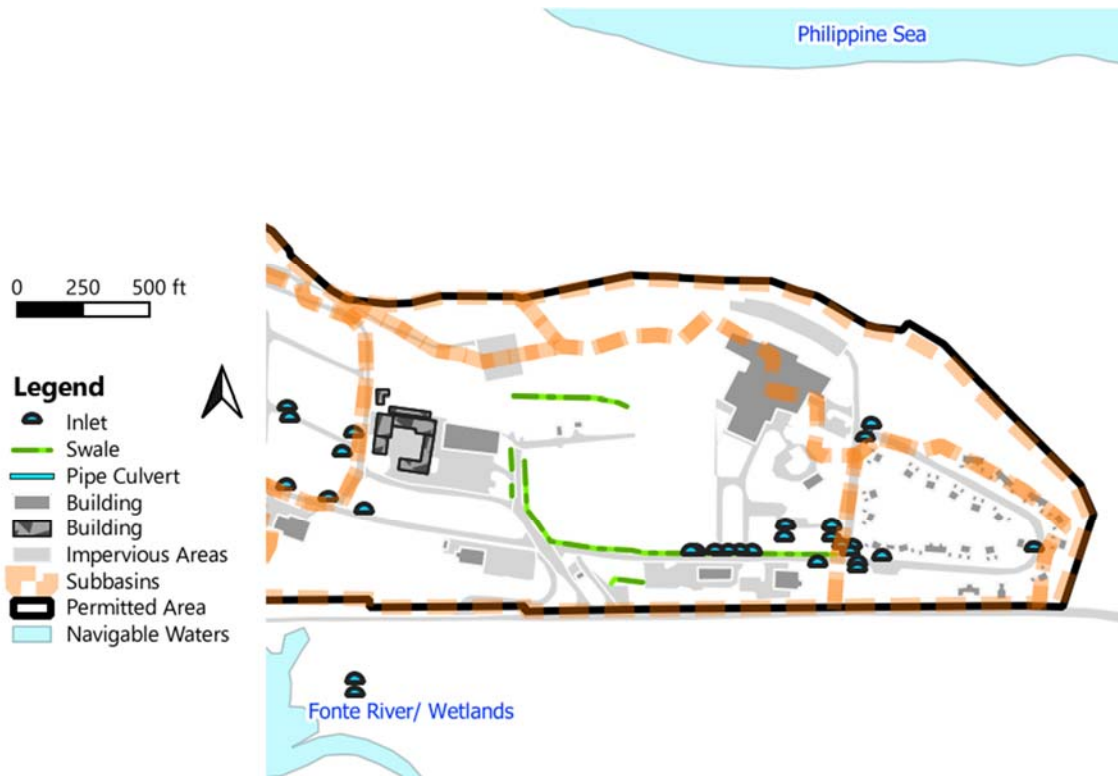 Philippine Sea
0 250 500 ft
Legend
Inlet
Swale
Pipe Culvert
Building
Building
Impervious Areas
Subbasins
Permitted Area
Navigable Waters
Fonte River/ Wetlands